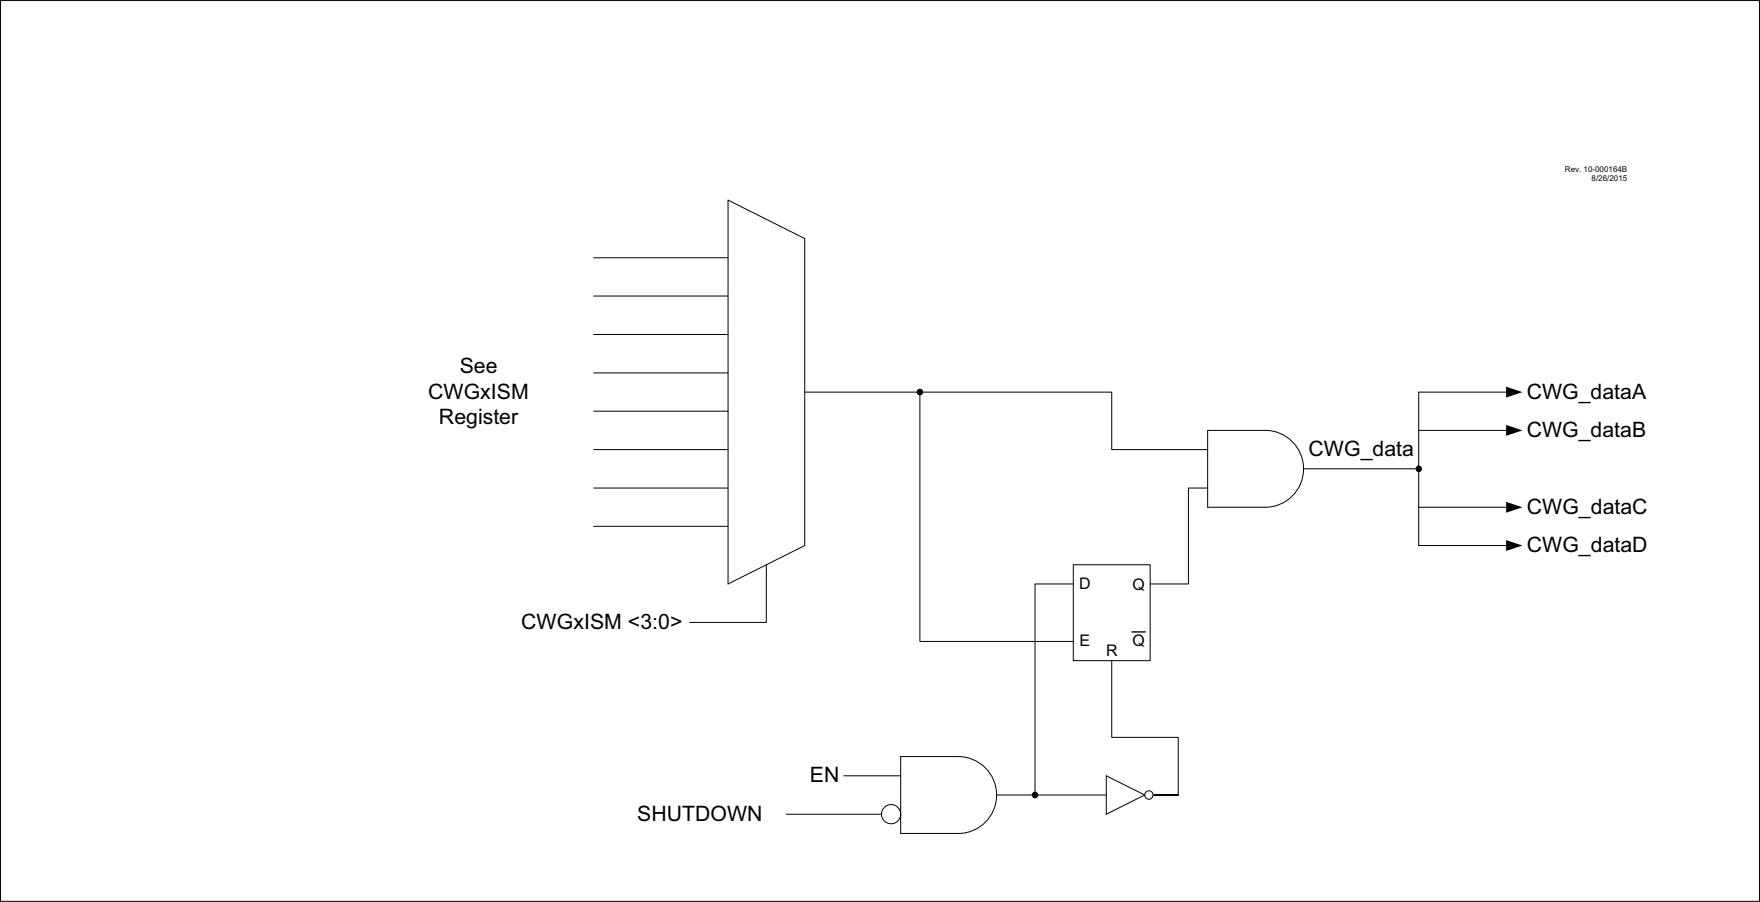 Rev. 10-000164B
8/26/2015
See
CWGxISM
Register
CWGxISM <3:0>
CWG_data
CWG_dataA
CWG_dataB
CWG_dataC
CWG_dataD
D
Q
E
Q
R
EN
SHUTDOWN